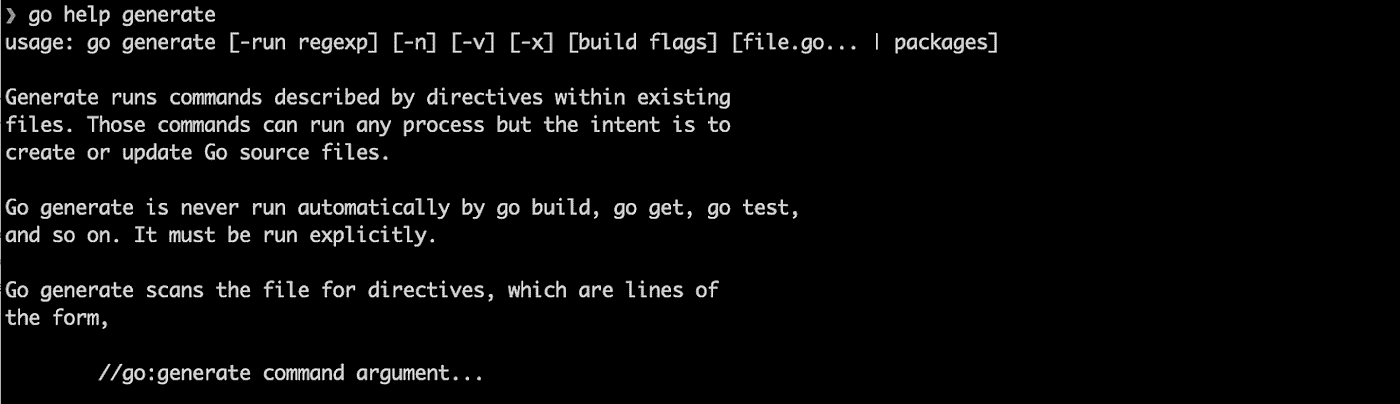 ❯ go help generate
usage: go generate [-run regexp] [-n] [-v] [-x] [build flags] [file.go... | packages]

Generate runs commands described by directives within existing
files. Those commands can run any process but the intent is to
create or update Go source files.

Go generate is never run automatically by go build, go get, go test,
and so on. It must be run explicitly.

Go generate scans the file for directives, which are lines of
the form,

        //go:generate command argument...